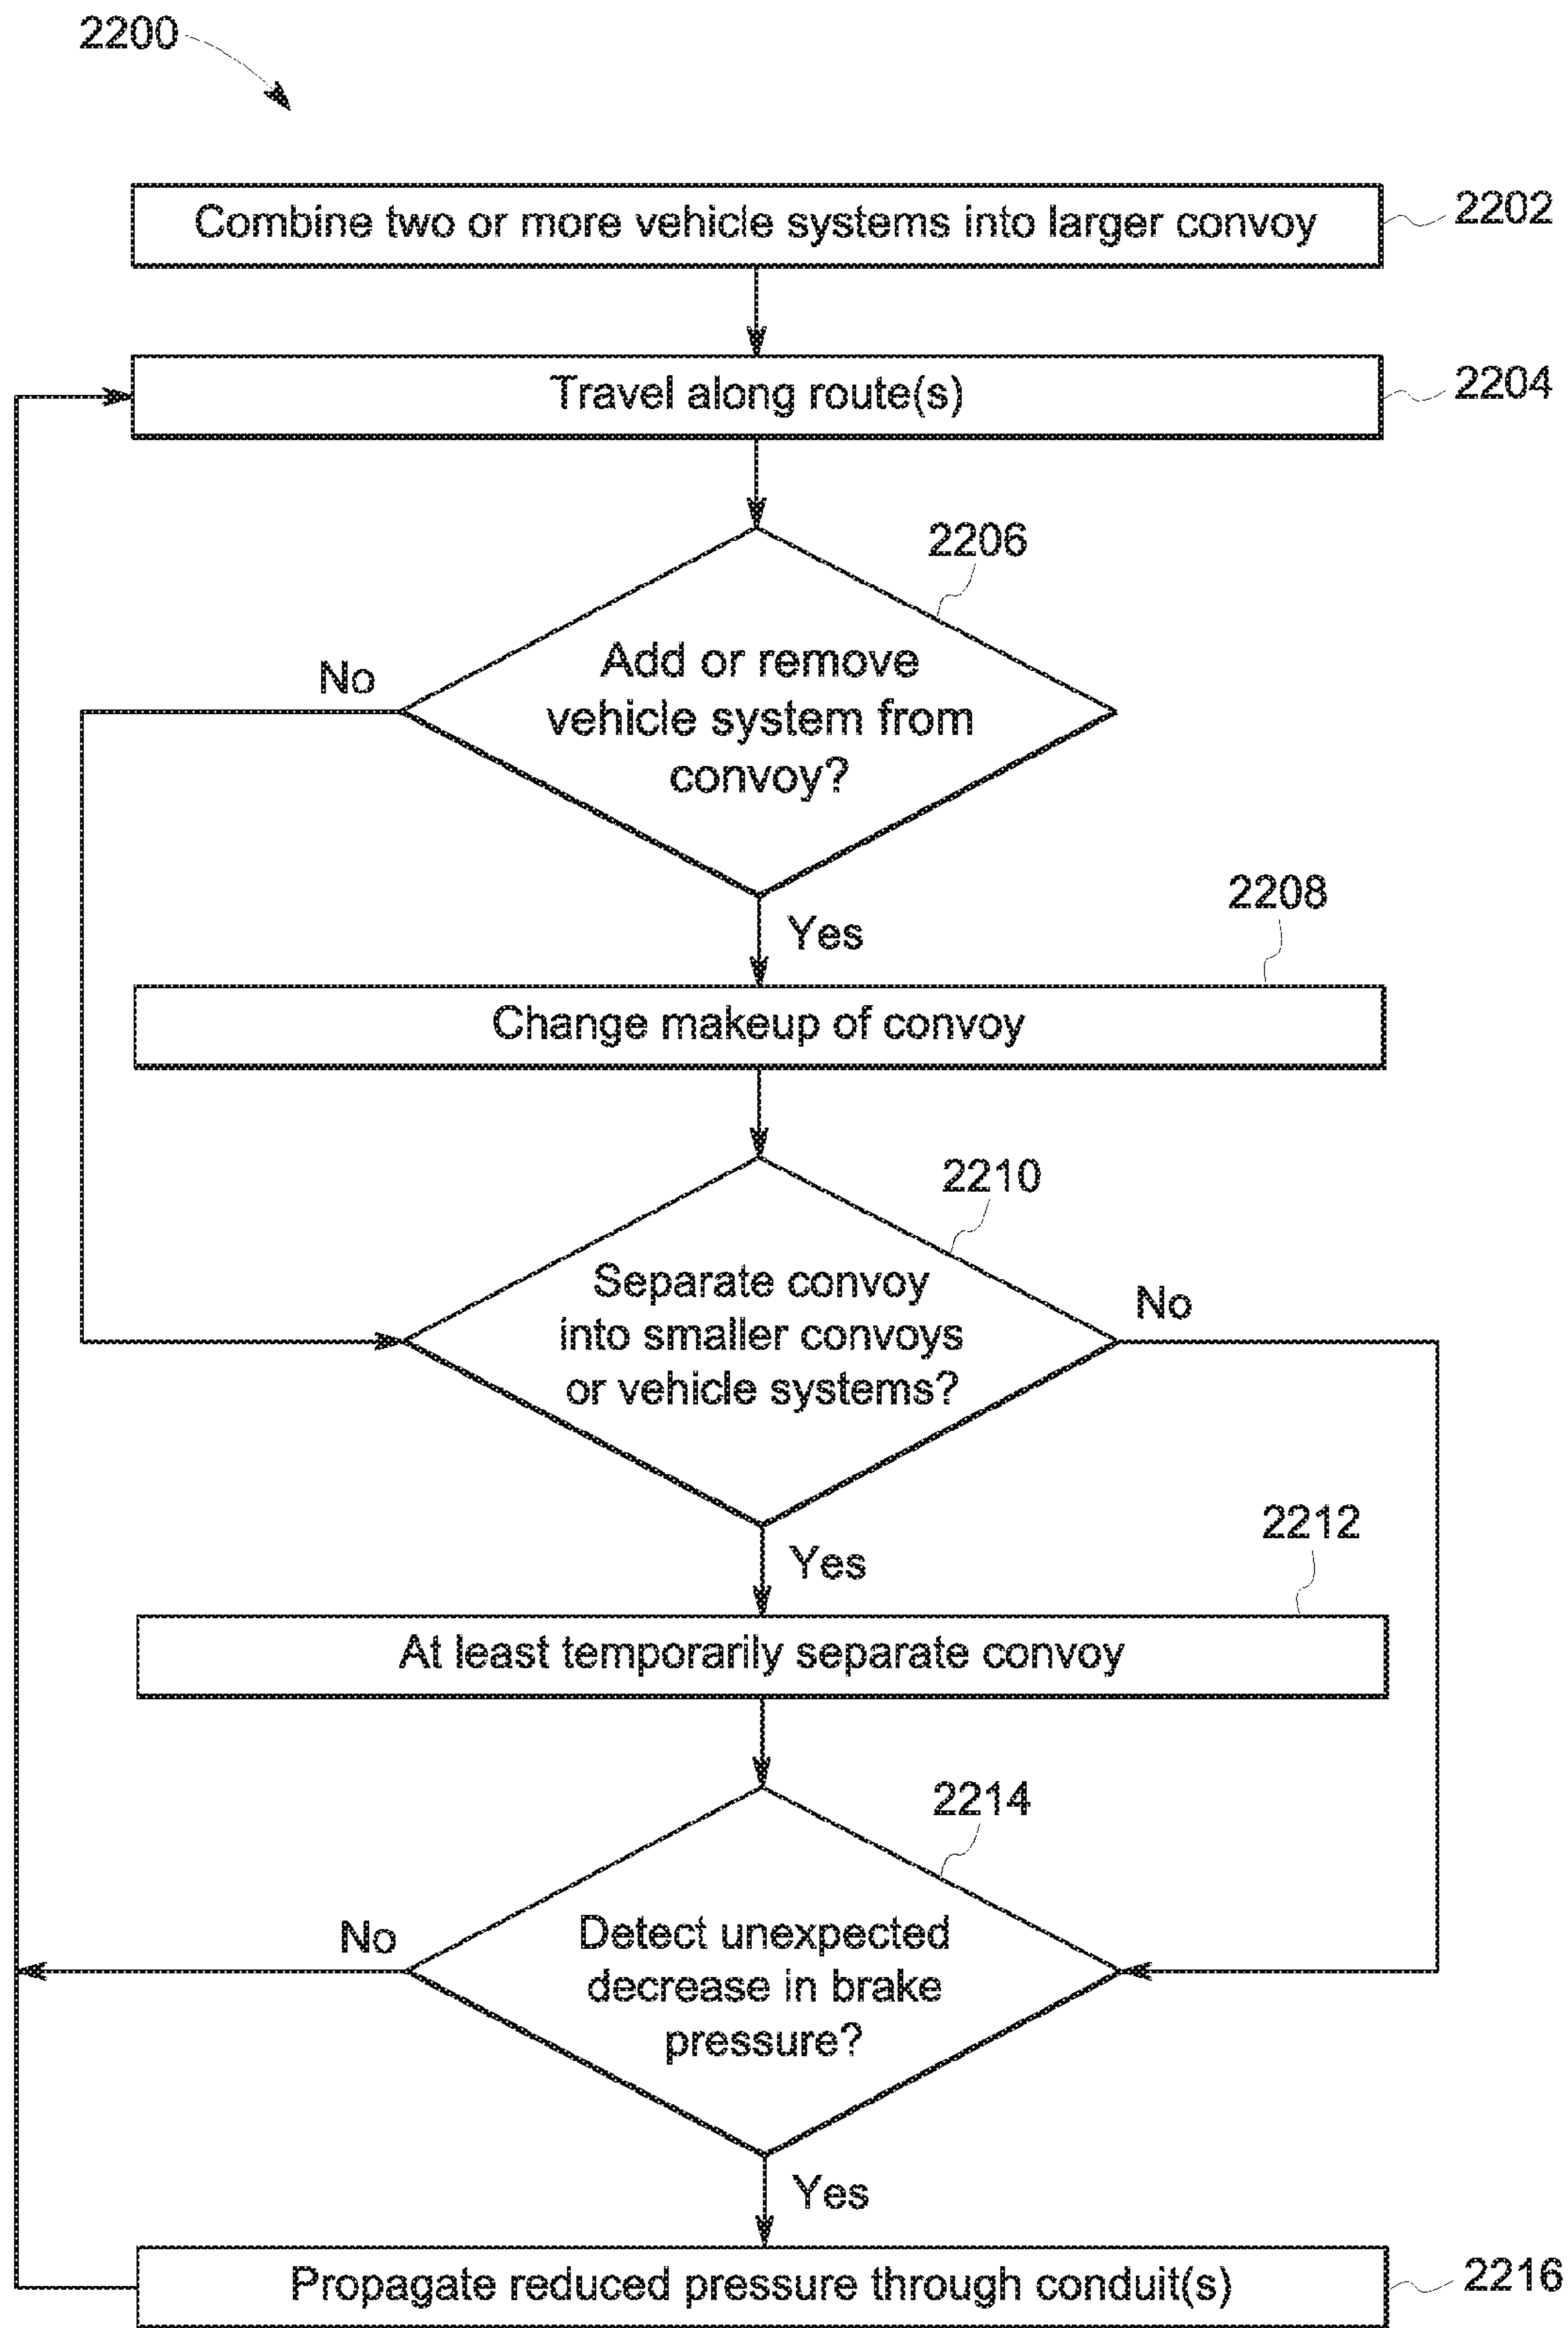 2200
Combine two or more vehicle systems into larger convoy
2202
Travel along route(s)
2204
2206
Add or remove
vehicle system from
convoy?
No
Yes
2208
Change makeup of convoy
2210
Separate convoy
into smaller convoys
or vehicle systems?
No
Yes
2212
At least temporarily separate convoy
2214
Detect unexpected
decrease in brake
pressure?
No
Yes
Propagate reduced pressure through conduit(s)
2216